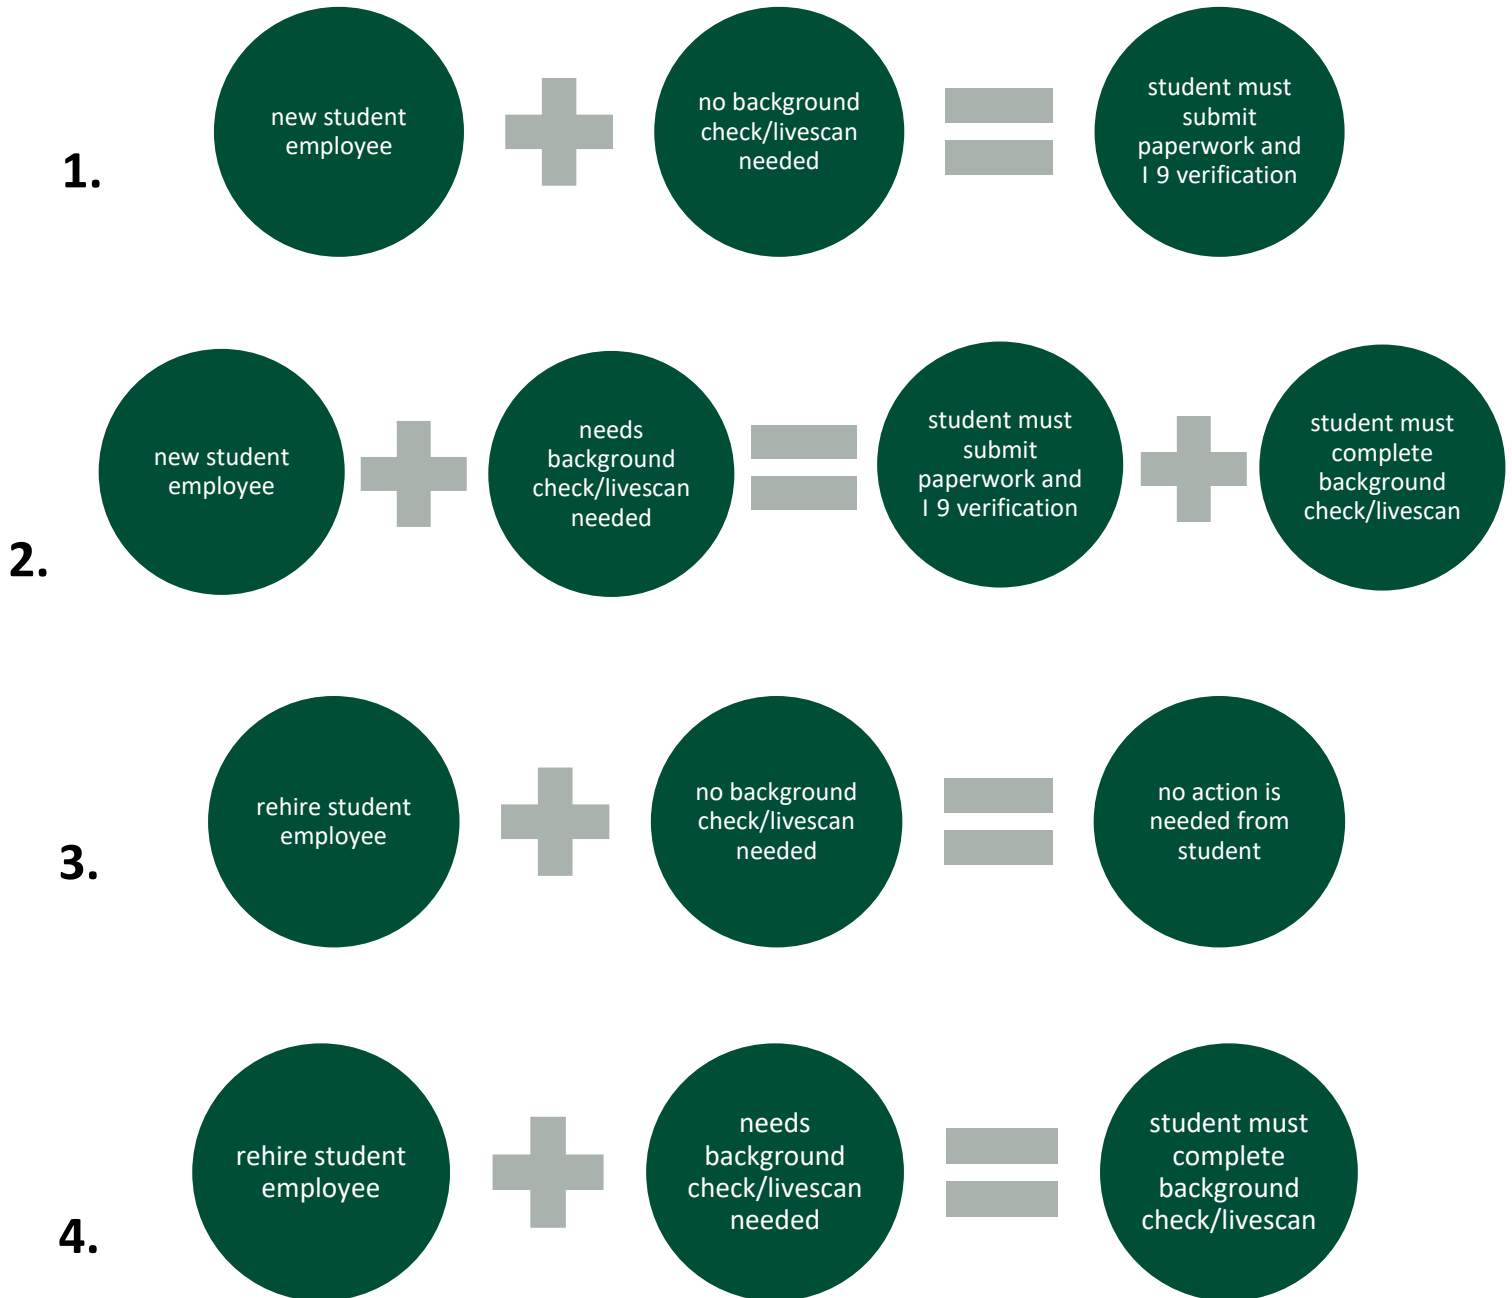 1.
new student
employee
no background
check/livescan
needed
student must
submit
paperwork and
I 9 verification
2.
new student
employee
needs
background
check/livescan
needed
student must
submit
paperwork and
I 9 verification
student must
complete
background
check/livescan
3.
rehire student
employee
no background
check/livescan
needed
no action is
needed from
student
4.
rehire student
employee
needs
background
check/livescan
needed
student must
complete
background
check/livescan